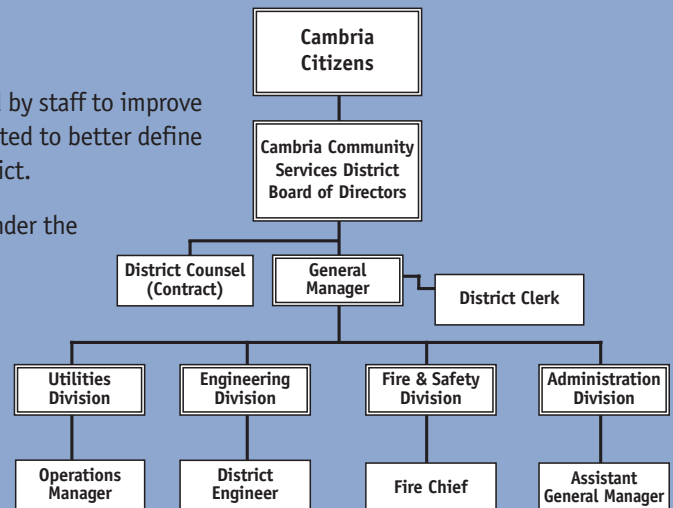 Cambria
Citizens
by staff to improve
ted to better define
ict.
Cambria Community
Services District
Board of Directors
nder the
District Counsel
(Contract)
General
Manager
District Clerk
Utilities
Division
Engineering
Division
Fire & Safety
Division
Administration
Division
Operations
Manager
District
Engineer
Fire Chief
Assistant
General Manager